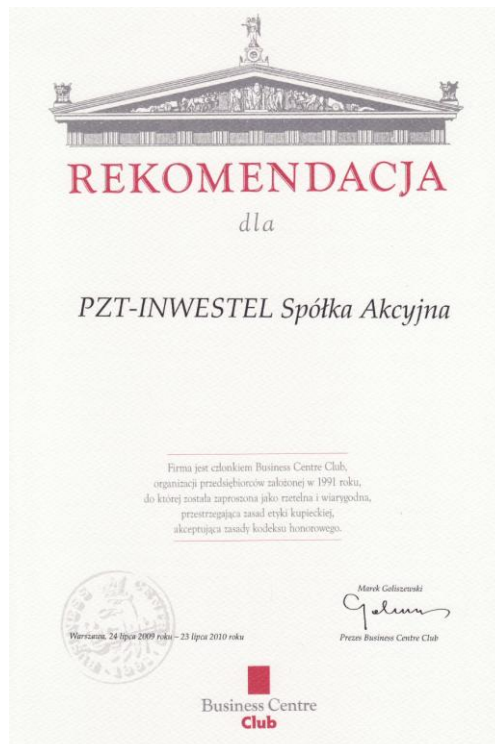 REKOMENDACJA
dla
PZT-INWESTEL Spółka Akcyjna
Firma jest członkiem Business Centre Club,
organizacji przedsiębiorców założonej w 1991 roku,
do której została zaproszona jako rzetelna i wiarygodna,
przestrzegająca zasad etyki kupieckiej,
akceptująca zasady kodeksu honorowego.
Marek Goliszewski
Warszawa, 24 lipca 2009 roku – 23 lipca 2010 roku
Prezes Business Centre Club
Business Centre
Club